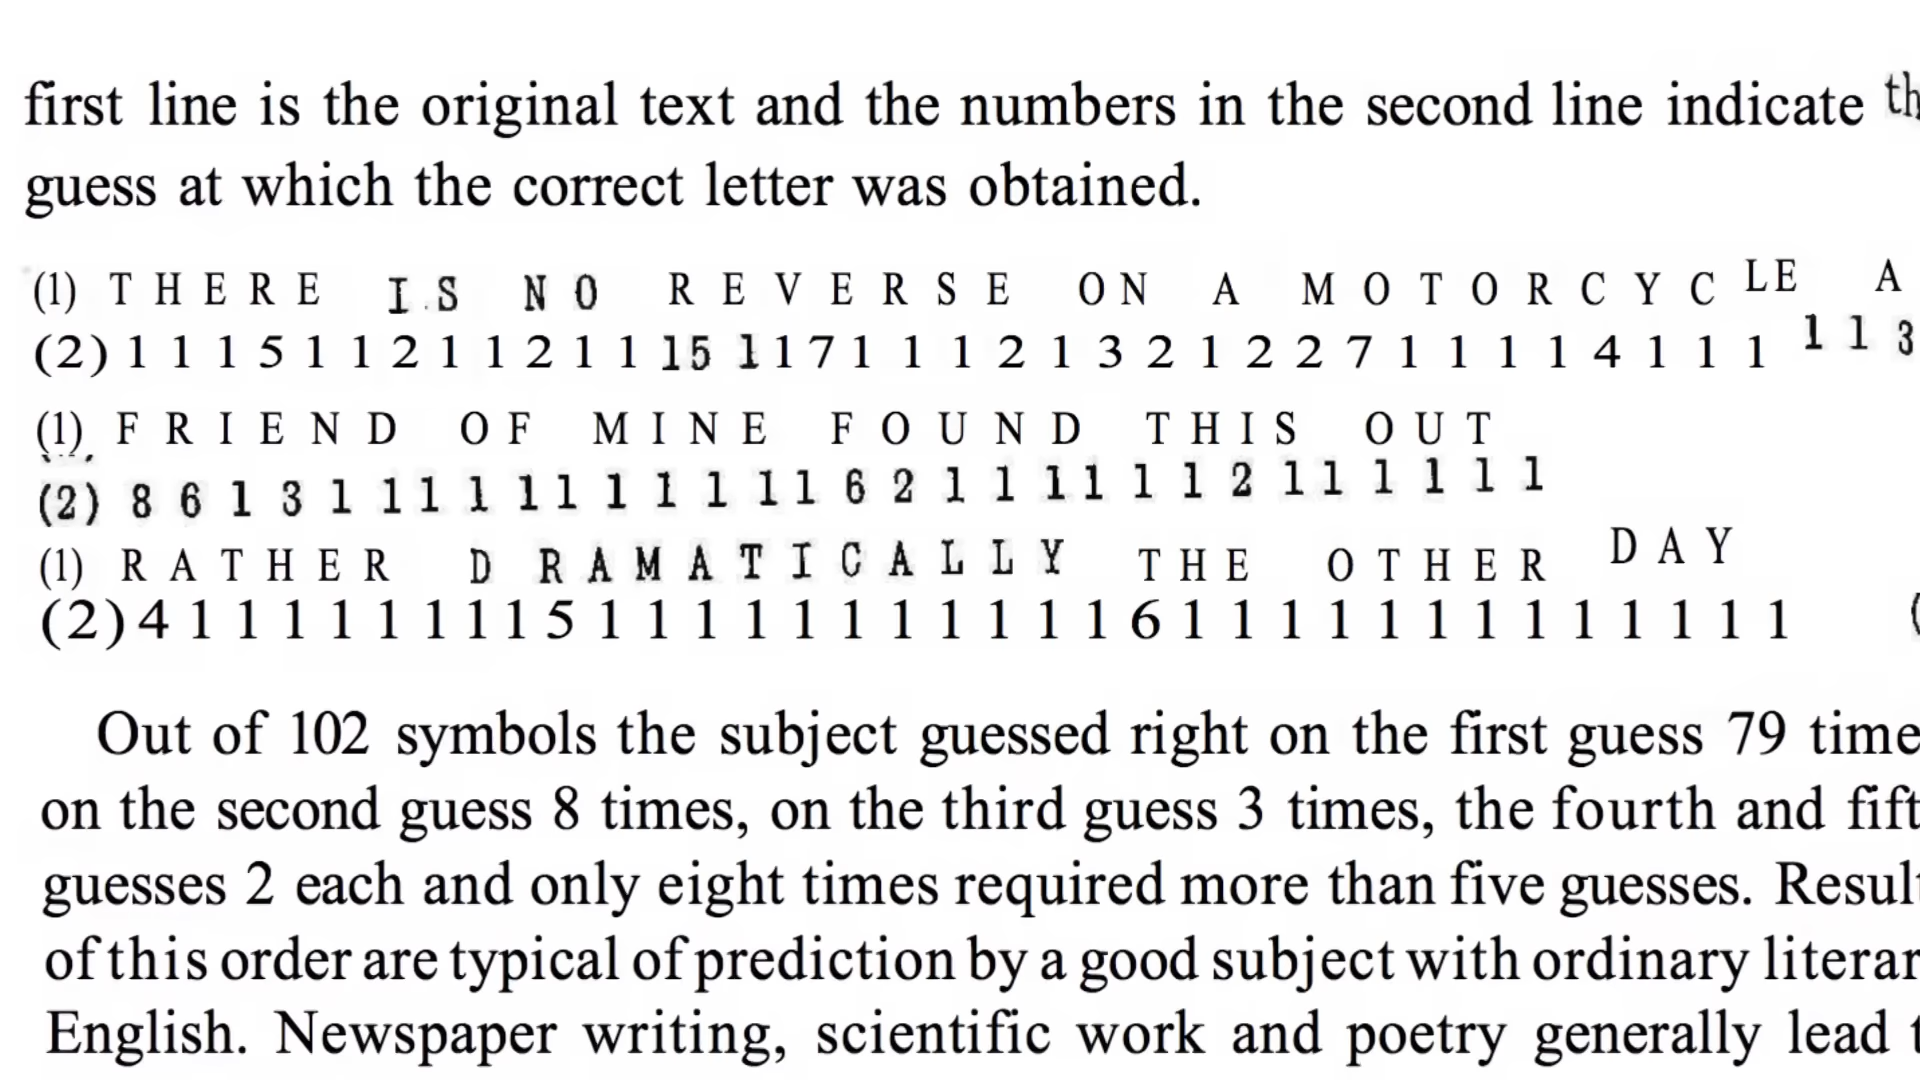 first line is the original text and the numbers in the second line indicate
guess at which the correct letter was obtained.
(1) T H E R E I S N O R E V E R S E O N A M O T O R C Y C L E A
(2) 1 1 1 5 1 1 2 1 1 2 1 1 15 1 1 7 1 1 1 2 1 3 2 1 2 2 7 1 1 1 1 4 1 1 1 1 1 3
(1) F R I E N D O F M I N E F O U N D T H I S O U T
(2) 8 6 1 3 1 1 1 1 1 1 1 1 1 1 1 6 2 1 1 1 1 1 1 2 1 1 1 1 1 1
(1) R A T H E R D R A M A T I C A L L Y T H E O T H E R D A Y
(2) 4 1 1 1 1 1 1 1 1 5 1 1 1 1 1 1 1 1 1 1 1 6 1 1 1 1 1 1 1 1 1 1 1 1 1
Out of 102 symbols the subject guessed right on the first guess 79 time
on the second guess 8 times, on the third guess 3 times, the fourth and fift
guesses 2 each and only eight times required more than five guesses. Resul
of this order are typical of prediction by a good subject with ordinary literar
English. Newspaper writing, scientific work and poetry generally lead